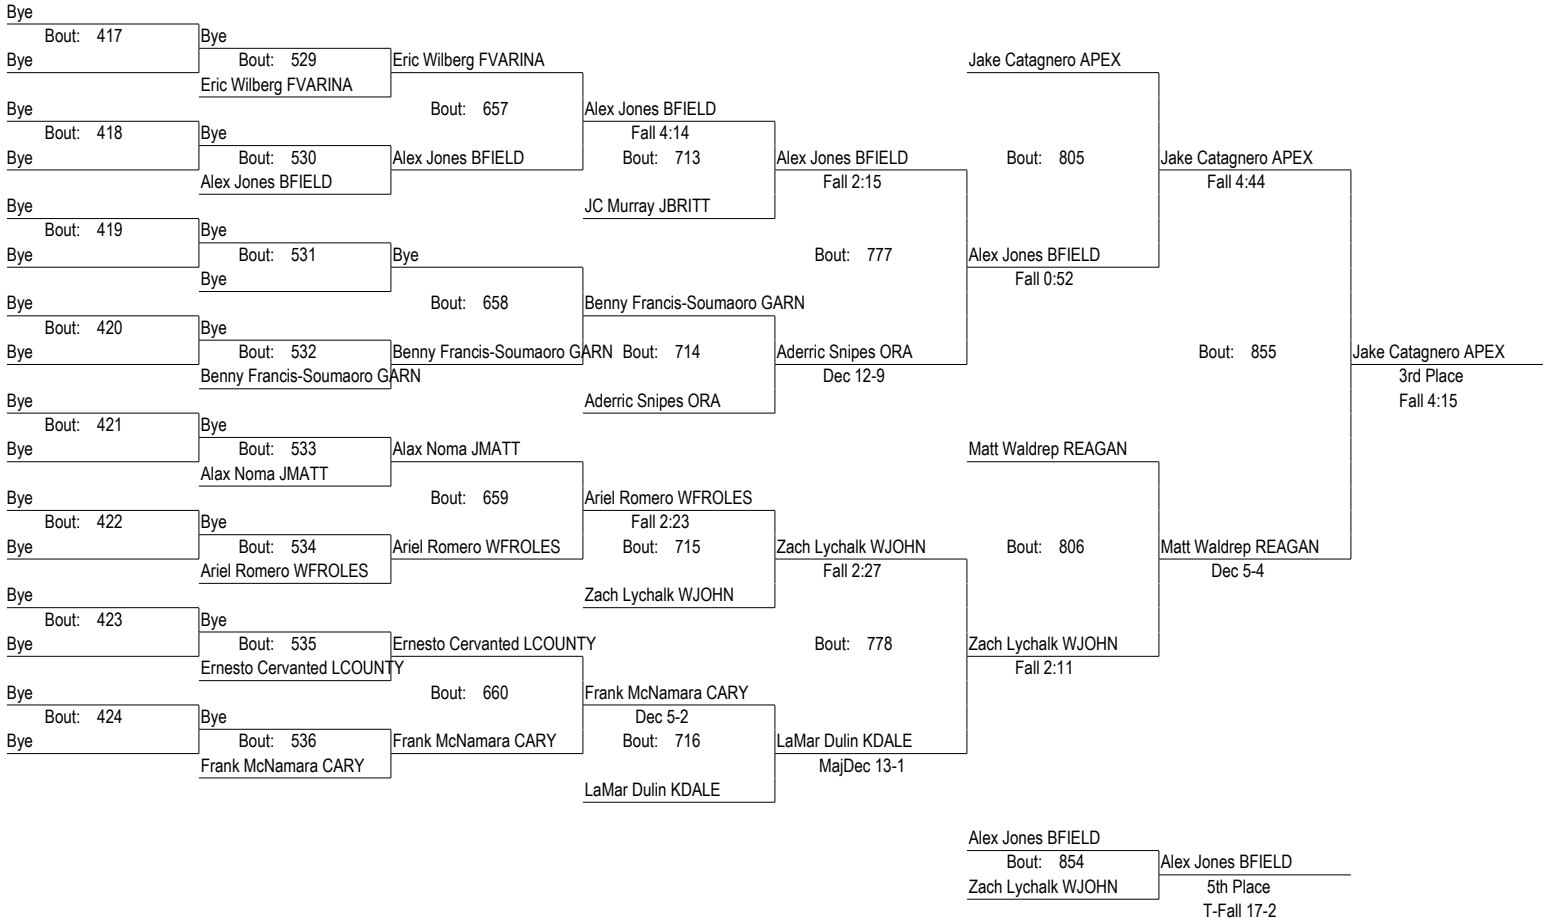 Bye
Bout: 417 Bye
Bye Bout: 529 Eric Wilberg FVARINA Jake Catagnero APEX
Eric Wilberg FVARINA
Bye Bout: 657 Alex Jones BFIELD
Bout: 418 Bye Fall 4:14
Bye Bout: 530 Alex Jones BFIELD Bout: 713 Alex Jones BFIELD Bout: 805 Jake Catagnero APEX
Alex Jones BFIELD Fall 2:15 Fall 4:44
Bye JC Murray JBRITT
Bout: 419 Bye
Bye Bout: 531 Bye Bout: 777 Alex Jones BFIELD
Bye Fall 0:52
Bye Bout: 658 Benny Francis-Soumaoro GARN
Bout: 420 Bye
Bye Bout: 532 Benny Francis-Soumaoro GARN Bout: 714 Aderric Snipes ORA Bout: 855 Jake Catagnero APEX
Benny Francis-Soumaoro GARN Dec 12-9 3rd Place
Bye Aderric Snipes ORA Fall 4:15
Bout: 421 Bye
Bye Bout: 533 Alax Noma JMATT Matt Waldrep REAGAN
Alax Noma JMATT
Bye Bout: 659 Ariel Romero WFROLES
Bout: 422 Bye Fall 2:23
Bye Bout: 534 Ariel Romero WFROLES Bout: 715 Zach Lychalk WJOHN Bout: 806 Matt Waldrep REAGAN
Ariel Romero WFROLES Fall 2:27 Dec 5-4
Bye Zach Lychalk WJOHN
Bout: 423 Bye
Bye Bout: 535 Ernesto Cervanted LCOUNTY Bout: 778 Zach Lychalk WJOHN
Ernesto Cervanted LCOUNTY Fall 2:11
Bye Bout: 660 Frank McNamara CARY
Bout: 424 Bye Dec 5-2
Bye Bout: 536 Frank McNamara CARY Bout: 716 LaMar Dulin KDALE
Frank McNamara CARY MajDec 13-1
LaMar Dulin KDALE
Alex Jones BFIELD
Bout: 854 Alex Jones BFIELD
Zach Lychalk WJOHN 5th Place
T-Fall 17-2